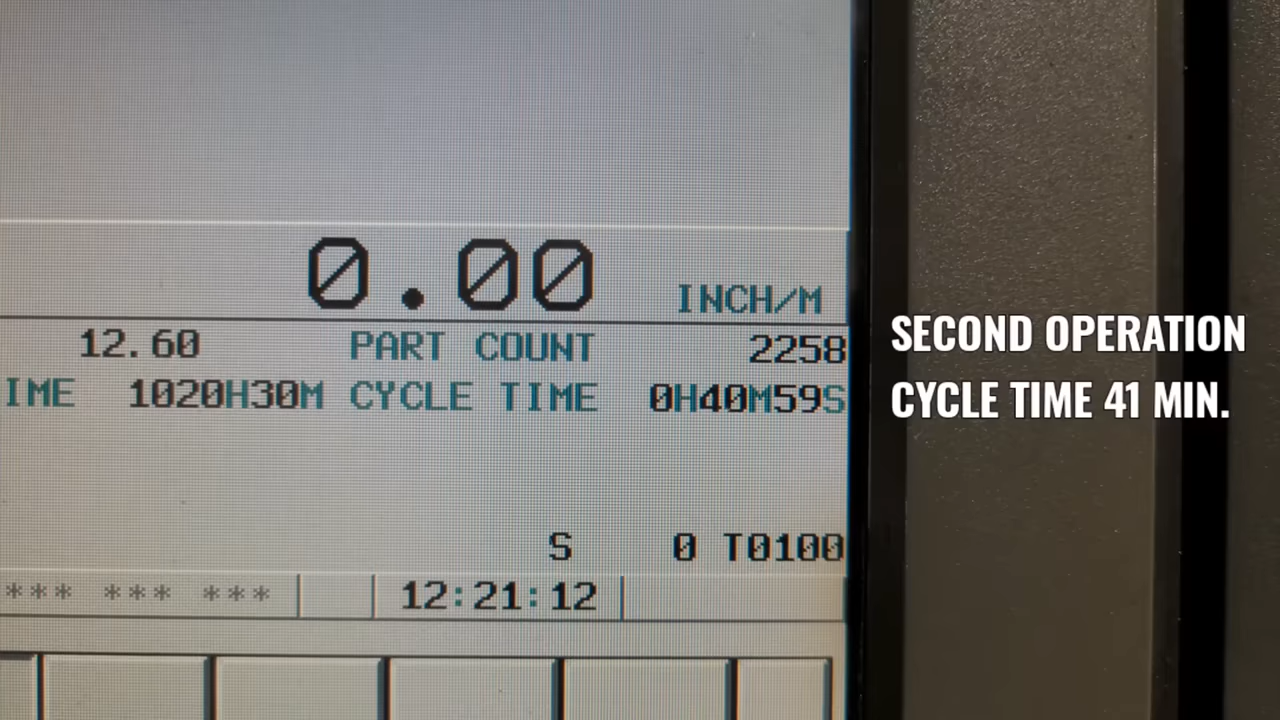 0.00 INCH/M
12.60 PART COUNT 2258
IME 1020H30M CYCLE TIME 0H40M59S
S 0 T0100
*** *** *** 12:21:12
SECOND OPERATION
CYCLE TIME 41 MIN.